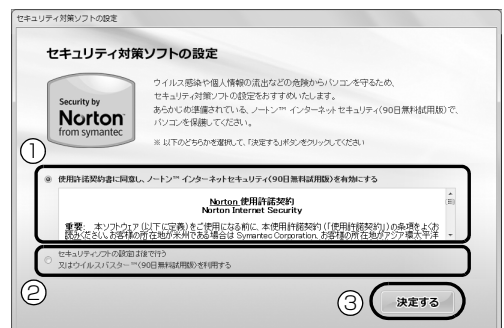 セキュリティ対策ソフトの設定
セキュリティ対策ソフトの設定
Security by
Norton
from symantec
ウイルス感染や個人情報の流出などの危険からパソコンを守るため、
セキュリティ対策ソフトの設定をおすすめいたします。
あらかじめ準備されている、ノートン™ インターネットセキュリティ(90日無料試用版)で、
パソコンを保護してください。
※ 以下のどちらかを選択して、「決定する」ボタンをクリックしてください
①
使用許諾契約書に同意し、ノートン™ インターネットセキュリティ(90日無料試用版)を有効にする
Norton 使用許諾契約
Norton Internet Security
重要: 本ソフトウェア (以下に定義) をご使用になる前に、本使用許諾契約 (「使用許諾契約」) の条項をよくお
読みください。お客様の所在地が米州である場合は Symantec Corporation、お客様の所在地がアジア環太平洋
セキュリティソフトの設定は後で行う
又はウイルスバスター™(90日無料試用版)を利用する
②
③
決定する